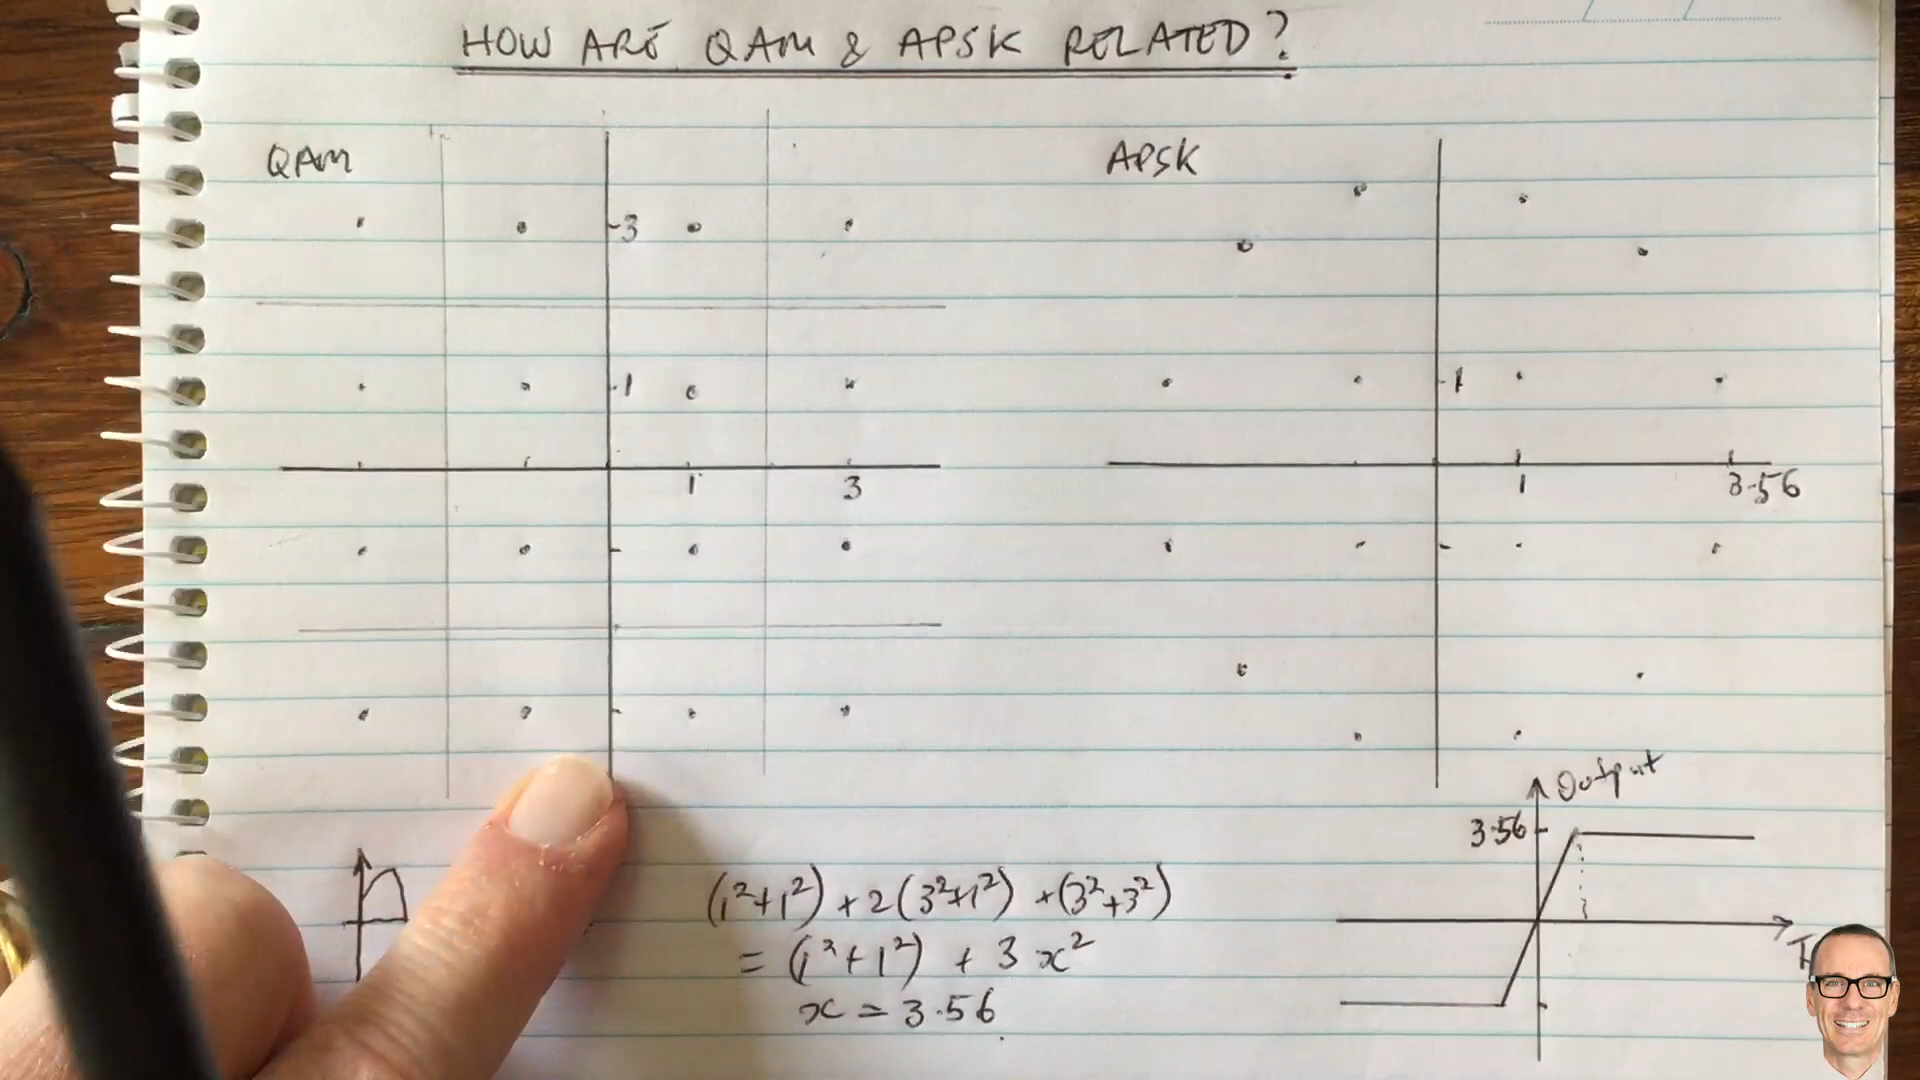 HOW ARE QAM & APSK RELATED?
QAM
3
1
1
3
APSK
1
1
3.56
Output
3.56
(1²+1²) + 2(3²+1²) + (3²+3²)
= (1²+1²) + 3x²
x = 3.56